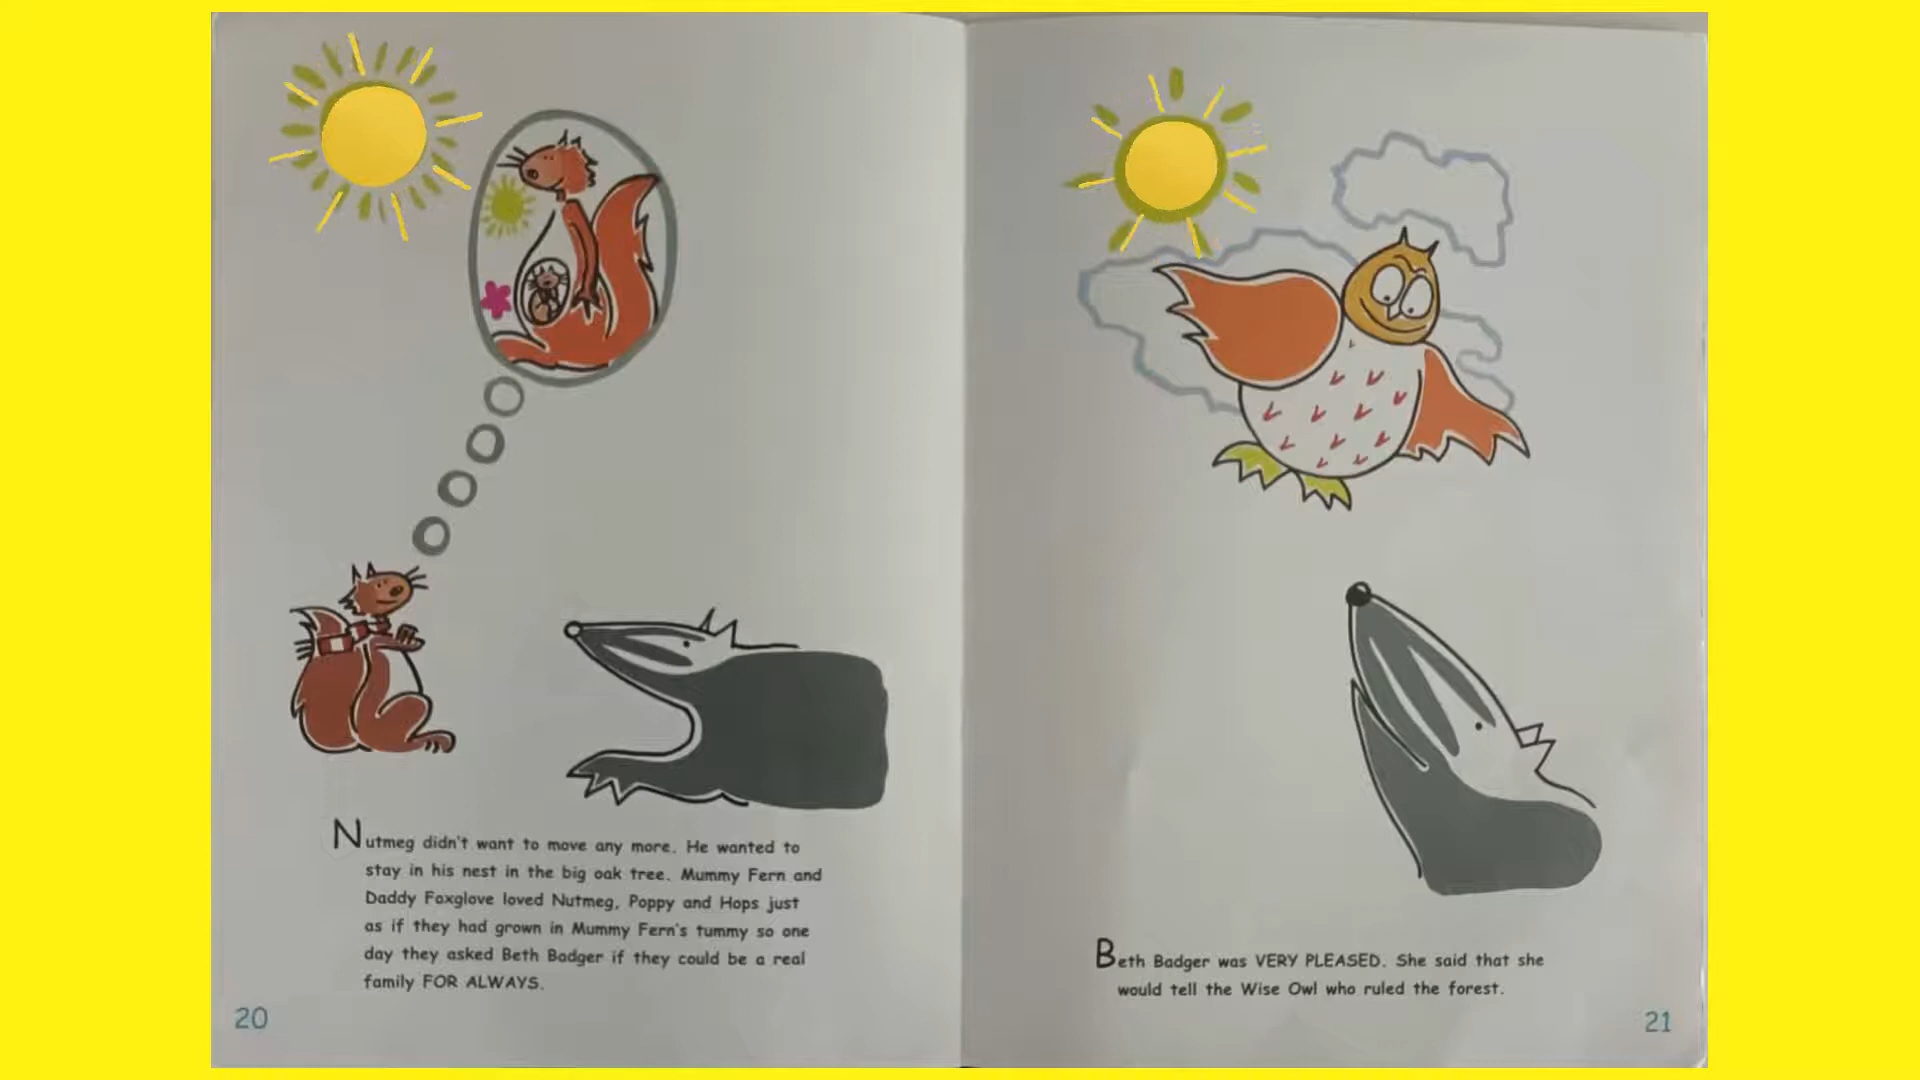 Nutmeg didn't want to move any more. He wanted to
stay in his nest in the big oak tree. Mummy Fern and
Daddy Foxglove loved Nutmeg, Poppy and Hops just
as if they had grown in Mummy Fern's tummy so one
day they asked Beth Badger if they could be a real
family FOR ALWAYS.
20
Beth Badger was VERY PLEASED. She said that she
would tell the Wise Owl who ruled the forest.
21